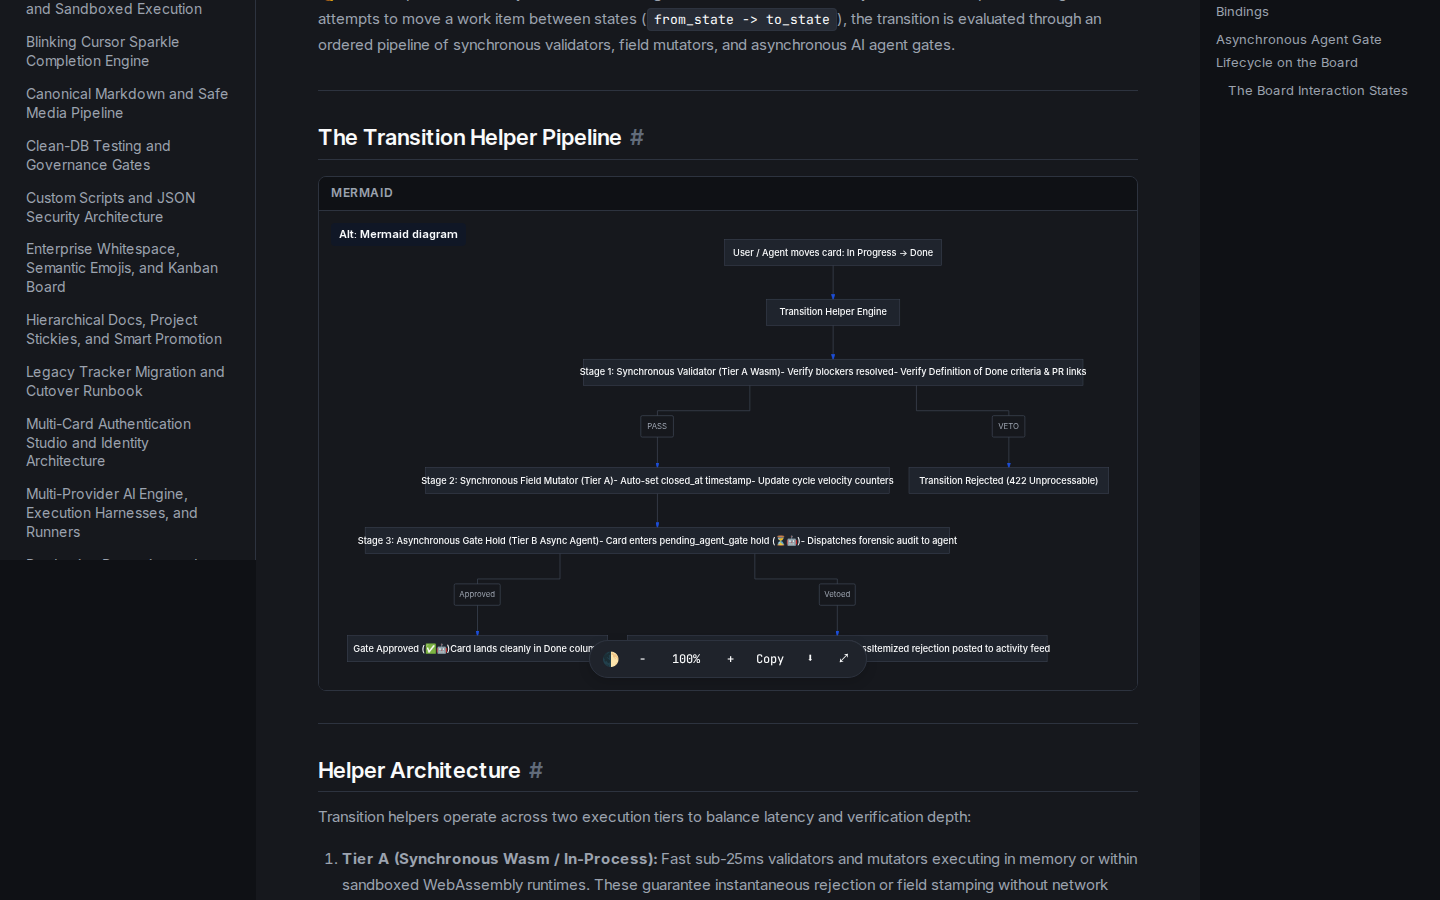 and Sandboxed Execution
Blinking Cursor Sparkle
Completion Engine
Canonical Markdown and Safe
Media Pipeline
Clean-DB Testing and
Governance Gates
Custom Scripts and JSON
Security Architecture
Enterprise Whitespace,
Semantic Emojis, and Kanban
Board
Hierarchical Docs, Project
Stickies, and Smart Promotion
Legacy Tracker Migration and
Cutover Runbook
Multi-Card Authentication
Studio and Identity
Architecture
Multi-Provider AI Engine,
Execution Harnesses, and
Runners
attempts to move a work item between states (from_state -> to_state), the transition is evaluated through an
ordered pipeline of synchronous validators, field mutators, and asynchronous AI agent gates.
The Transition Helper Pipeline #
MERMAID
Alt: Mermaid diagram
User / Agent moves card: In Progress → Done
Transition Helper Engine
Stage 1: Synchronous Validator (Tier A Wasm)- Verify blockers resolved- Verify Definition of Done criteria & PR links
PASS
VETO
Stage 2: Synchronous Field Mutator (Tier A)- Auto-set closed_at timestamp- Update cycle velocity counters
Transition Rejected (422 Unprocessable)
Stage 3: Asynchronous Gate Hold (Tier B Async Agent)- Card enters pending_agent_gate hold (⏳🤖)- Dispatches forensic audit to agent
Approved
Vetoed
Gate Approved (✅🤖)Card lands cleanly in Done
itemized rejection posted to activity feed
🌓 - 100% + Copy ⬇ ⤢
Helper Architecture #
Transition helpers operate across two execution tiers to balance latency and verification depth:
1. Tier A (Synchronous Wasm / In-Process): Fast sub-25ms validators and mutators executing in memory or within
sandboxed WebAssembly runtimes. These guarantee instantaneous rejection or field stamping without network
Bindings
Asynchronous Agent Gate
Lifecycle on the Board
The Board Interaction States